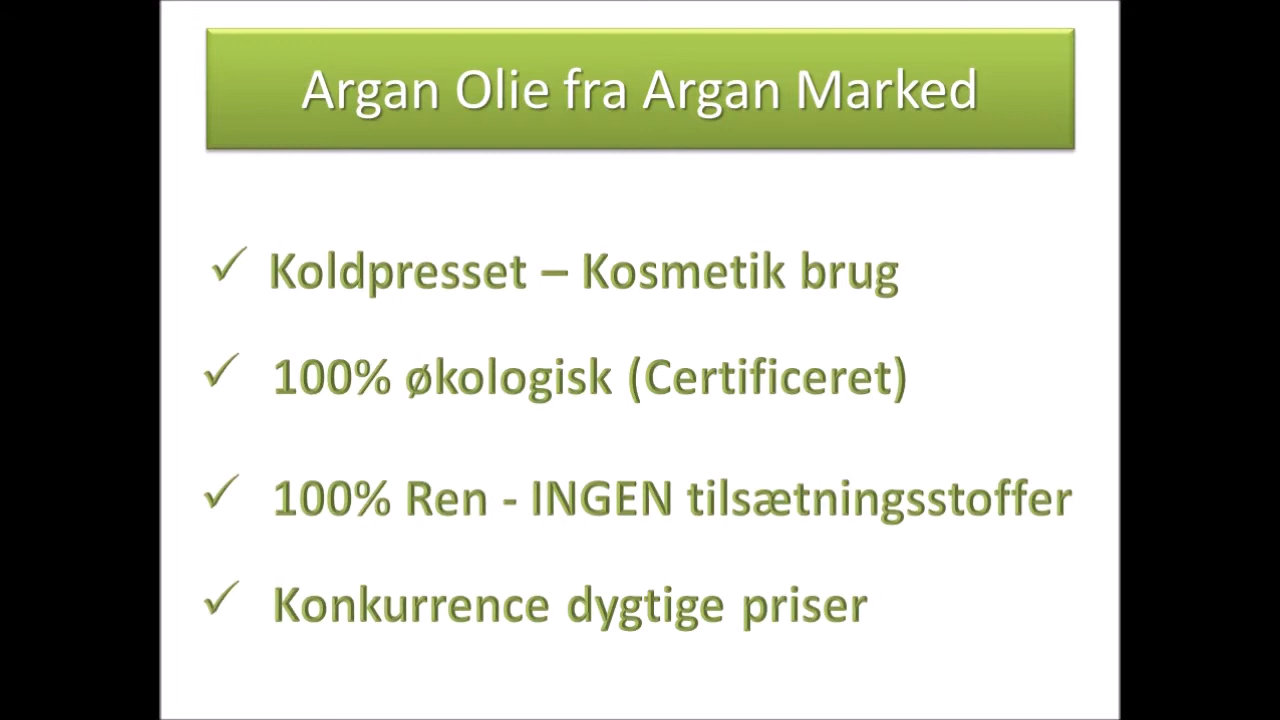 Argan Olie fra Argan Marked
✓ Koldpresset – Kosmetik brug
✓ 100% økologisk (Certificeret)
✓ 100% Ren - INGEN tilsætningsstoffer
✓ Konkurrence dygtige priser